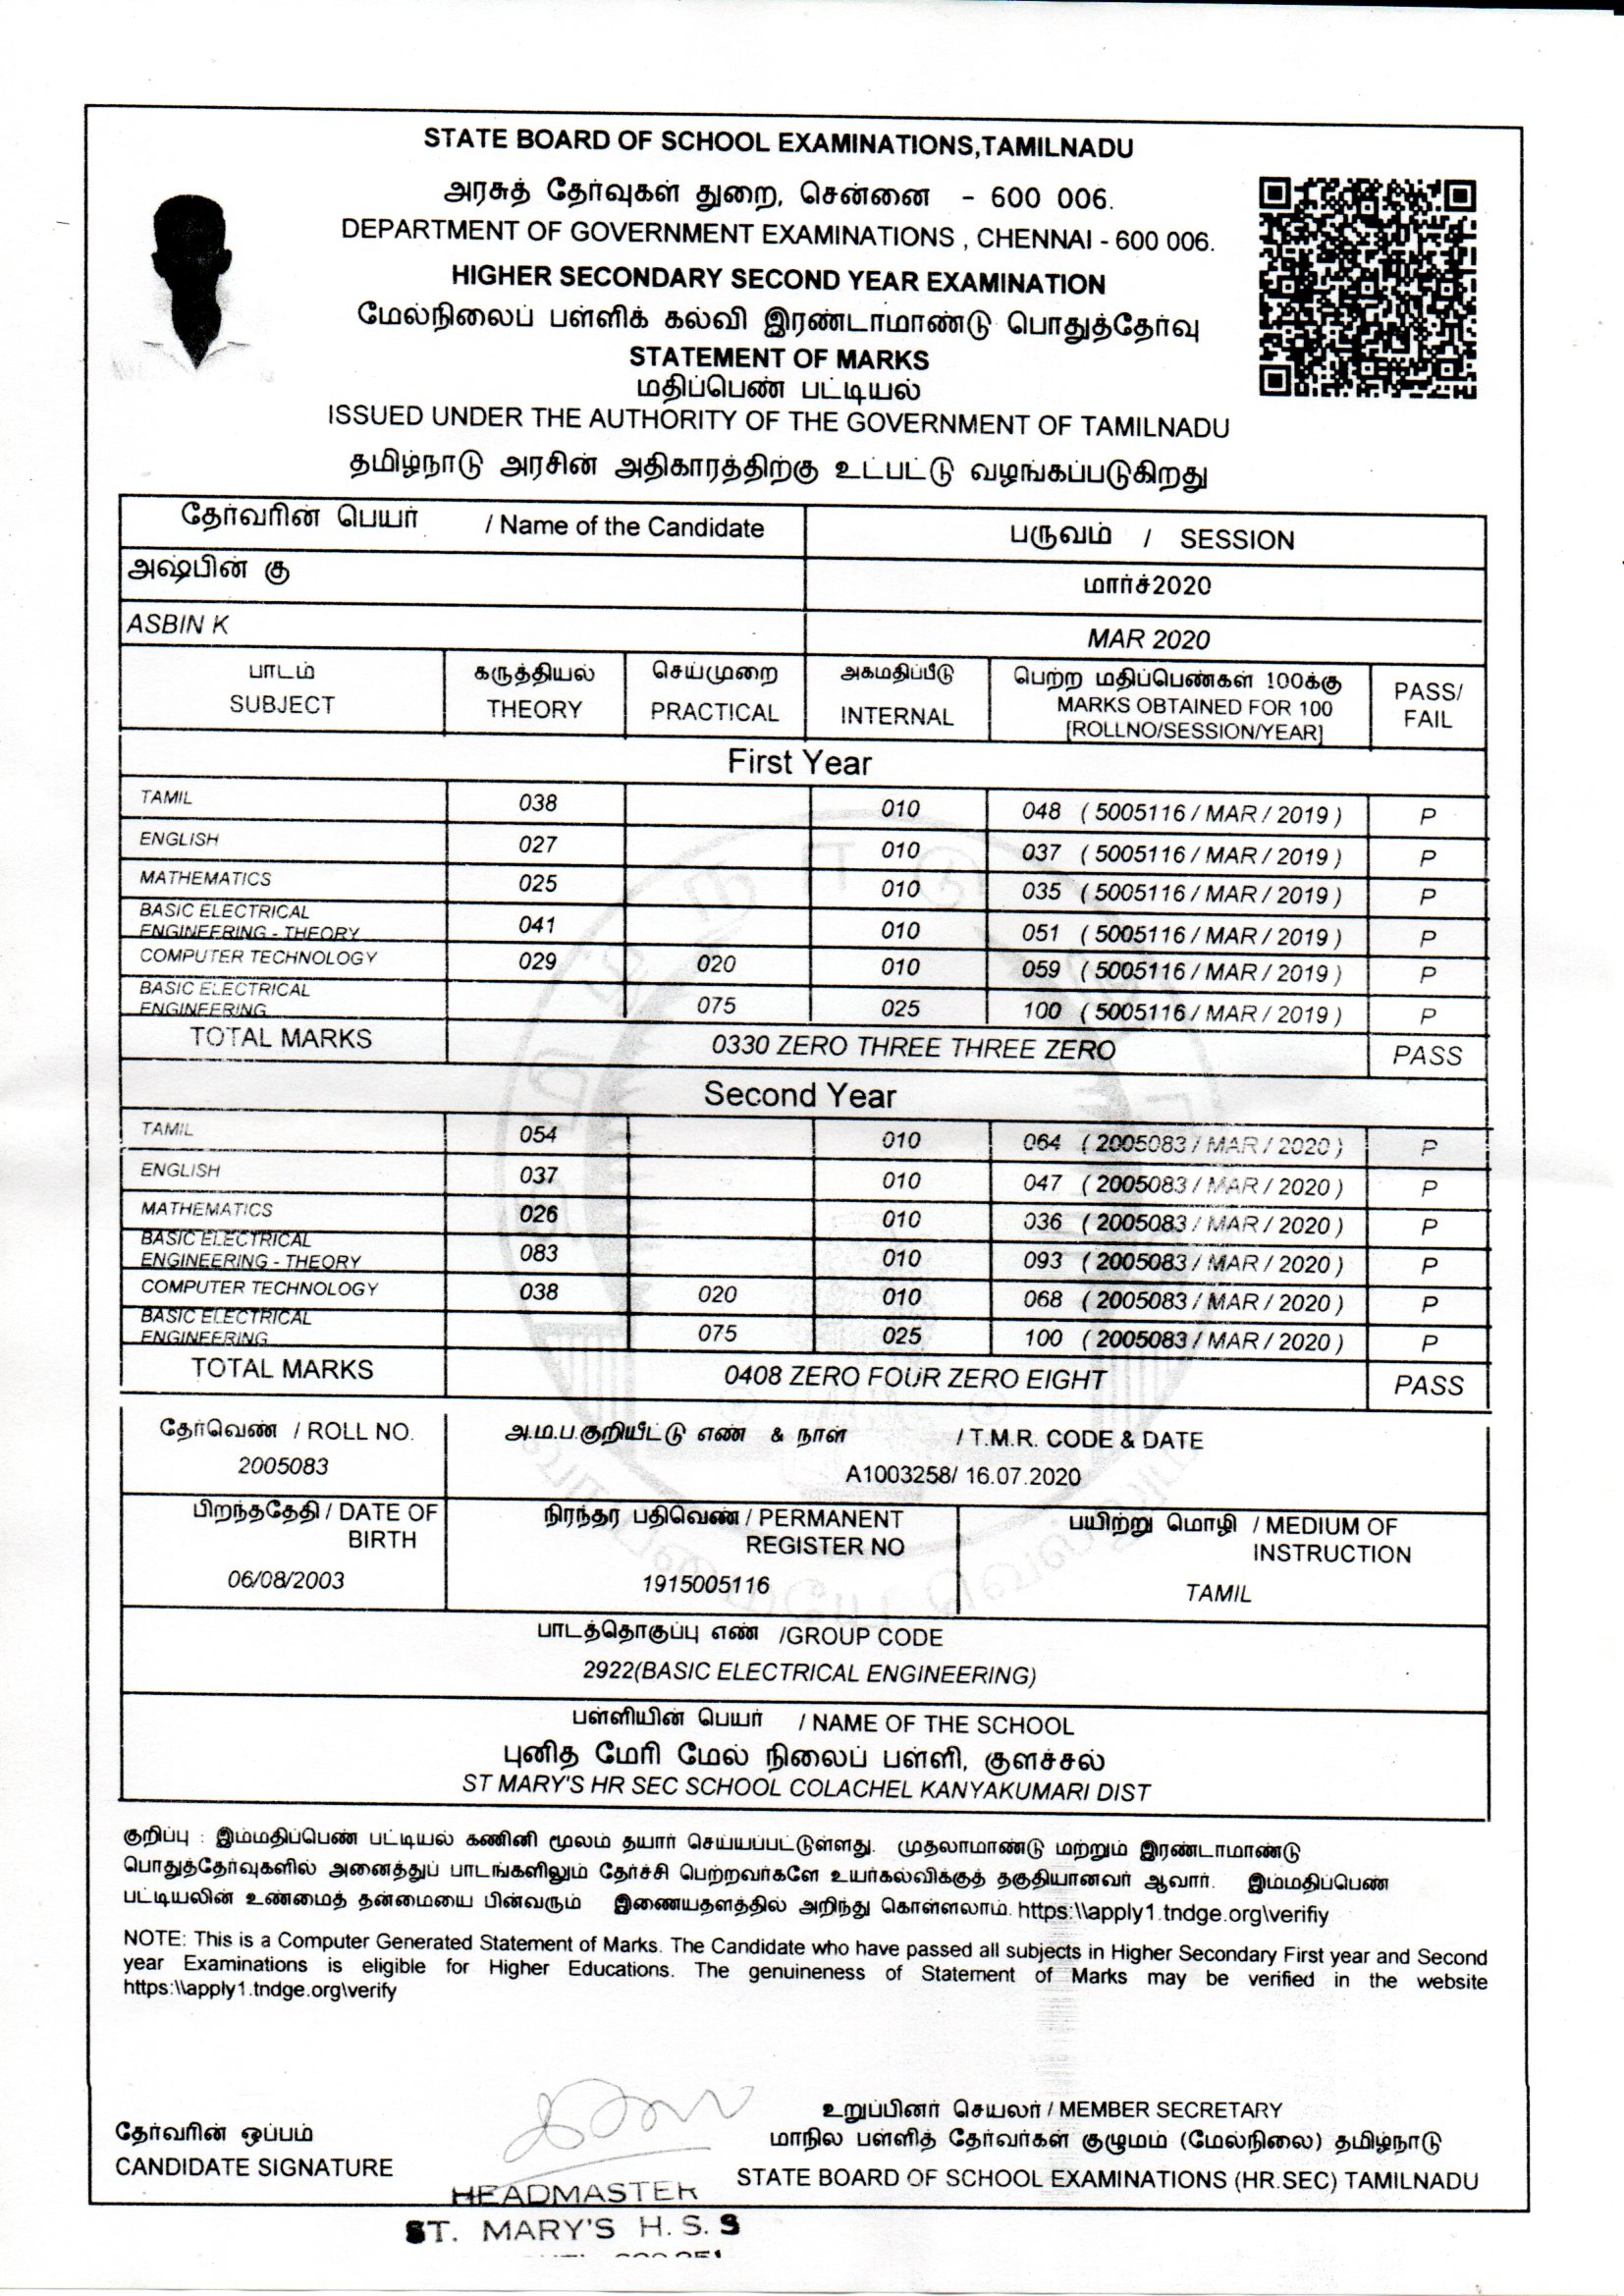 STATE BOARD OF SCHOOL EXAMINATIONS,TAMILNADU
அரசுத் தேர்வுகள் துறை, சென்னை - 600 006.
DEPARTMENT OF GOVERNMENT EXAMINATIONS , CHENNAI - 600 006.
HIGHER SECONDARY SECOND YEAR EXAMINATION
மேல்நிலைப் பள்ளிக் கல்வி இரண்டாமாண்டு பொதுத்தேர்வு
STATEMENT OF MARKS
மதிப்பெண் பட்டியல்
ISSUED UNDER THE AUTHORITY OF THE GOVERNMENT OF TAMILNADU
தமிழ்நாடு அரசின் அதிகாரத்திற்கு உட்பட்டு வழங்கப்படுகிறது
தேர்வரின் பெயர் / Name of the Candidate பருவம் / SESSION
அஷ்பின் கு மார்ச்2020
ASBIN K MAR 2020
பாடம் கருத்தியல் செய்முறை அகமதிப்பீடு பெற்ற மதிப்பெண்கள் 100க்கு PASS/
SUBJECT THEORY PRACTICAL INTERNAL MARKS OBTAINED FOR 100 FAIL
[ROLLNO/SESSION/YEAR]
First Year
TAMIL 038 010 048 ( 5005116 / MAR / 2019 ) P
ENGLISH 027 010 037 ( 5005116 / MAR / 2019 ) P
MATHEMATICS 025 010 035 ( 5005116 / MAR / 2019 ) P
BASIC ELECTRICAL
ENGINEERING - THEORY 041 010 051 ( 5005116 / MAR / 2019 ) P
COMPUTER TECHNOLOGY 029 020 010 059 ( 5005116 / MAR / 2019 ) P
BASIC ELECTRICAL
ENGINEERING 075 025 100 ( 5005116 / MAR / 2019 ) P
TOTAL MARKS 0330 ZERO THREE THREE ZERO PASS
Second Year
TAMIL 054 010 064 ( 2005083 / MAR / 2020 ) P
ENGLISH 037 010 047 ( 2005083 / MAR / 2020 ) P
MATHEMATICS 026 010 036 ( 2005083 / MAR / 2020 ) P
BASIC ELECTRICAL
ENGINEERING - THEORY 083 010 093 ( 2005083 / MAR / 2020 ) P
COMPUTER TECHNOLOGY 038 020 010 068 ( 2005083 / MAR / 2020 ) P
BASIC ELECTRICAL
ENGINEERING 075 025 100 ( 2005083 / MAR / 2020 ) P
TOTAL MARKS 0408 ZERO FOUR ZERO EIGHT PASS
தேர்வெண் / ROLL NO. அ.ம.ப.குறியீட்டு எண் & நாள் / T.M.R. CODE & DATE
2005083 A1003258/ 16.07.2020
பிறந்ததேதி / DATE OF நிரந்தர பதிவெண் / PERMANENT பயிற்று மொழி / MEDIUM OF
BIRTH REGISTER NO INSTRUCTION
06/08/2003 1915005116 TAMIL
பாடத்தொகுப்பு எண் /GROUP CODE
2922(BASIC ELECTRICAL ENGINEERING)
பள்ளியின் பெயர் / NAME OF THE SCHOOL
புனித மேரி மேல் நிலைப் பள்ளி, குளச்சல்
ST MARY'S HR SEC SCHOOL COLACHEL KANYAKUMARI DIST
குறிப்பு : இம்மதிப்பெண் பட்டியல் கணினி மூலம் தயார் செய்யப்பட்டுள்ளது. முதலாமாண்டு மற்றும் இரண்டாமாண்டு
பொதுத்தேர்வுகளில் அனைத்துப் பாடங்களிலும் தேர்ச்சி பெற்றவர்களே உயர்கல்விக்குத் தகுதியானவர் ஆவார். இம்மதிப்பெண்
பட்டியலின் உண்மைத் தன்மையை பின்வரும் இணையதளத்தில் அறிந்து கொள்ளலாம். https:\\apply1.tndge.org\verifiy
NOTE: This is a Computer Generated Statement of Marks. The Candidate who have passed all subjects in Higher Secondary First year and Second
year Examinations is eligible for Higher Educations. The genuineness of Statement of Marks may be verified in the website
https:\\apply1.tndge.org\verify
உறுப்பினர் செயலர் / MEMBER SECRETARY
தேர்வரின் ஒப்பம் மாநில பள்ளித் தேர்வர்கள் குழுமம் (மேல்நிலை) தமிழ்நாடு
CANDIDATE SIGNATURE STATE BOARD OF SCHOOL EXAMINATIONS (HR.SEC) TAMILNADU
HEADMASTER
ST. MARY'S H.S.S